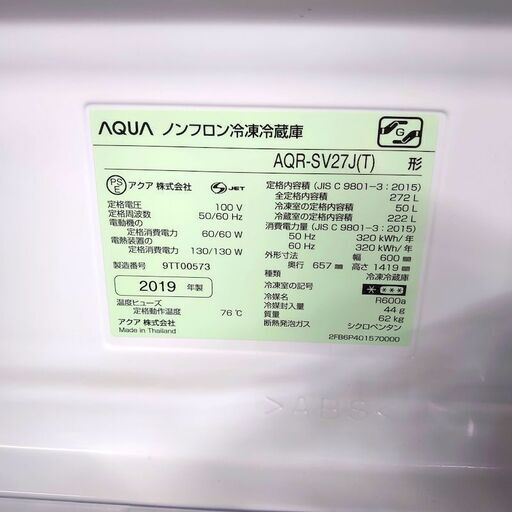 AQUA ノンフロン冷凍冷蔵庫
G
AQR-SV27J(T) 形
PS E アクア 株式会社 S JET
定格電圧 100 V
定格周波数 50/60 Hz
電動機の
定格消費電力 60/60 W
電熱装置の
定格消費電力 130/130 W
製造番号 9TT00573
2019 年製
温度ヒューズ
定格動作温度 76 ℃
アクア 株式会社
Made in Thailand
定格内容積 (JIS C 9801-3 : 2015)
全定格内容積 272 L
冷凍室の定格内容積 50 L
冷蔵室の定格内容積 222 L
消費電力量 (JIS C 9801-3 : 2015)
50 Hz 320 kWh/年
60 Hz 320 kWh/年
外形寸法 幅 600 mm
奥行 657 mm 高さ 1419 mm
種類 冷凍冷蔵庫
冷凍室の記号 * ***
冷媒名 R600a
冷媒封入量 44 g
質量 62 kg
断熱発泡ガス シクロペンタン
2FB6P401570000
>ABS<